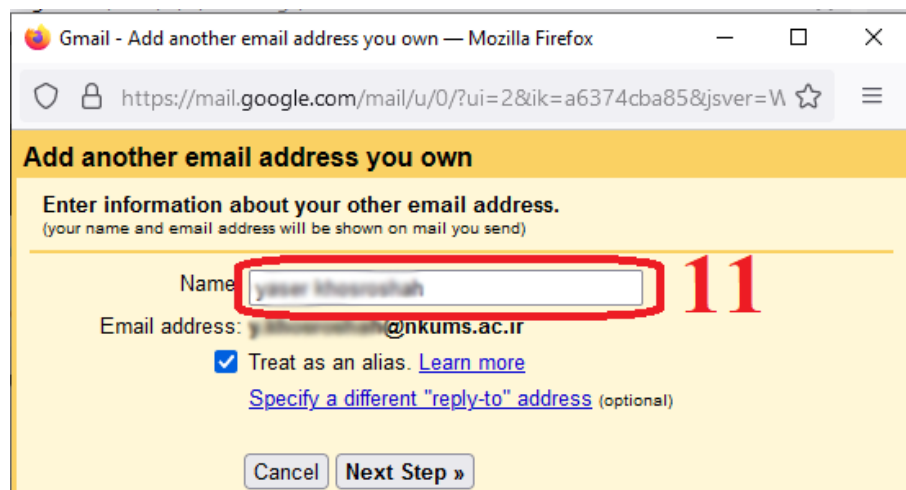 Gmail - Add another email address you own — Mozilla Firefox
https://mail.google.com/mail/u/0/?ui=2&ik=a6374cba85&jsver=W
Add another email address you own
Enter information about your other email address.
(your name and email address will be shown on mail you send)
Name
11
Email address: @nkums.ac.ir
Treat as an alias. Learn more
Specify a different "reply-to" address (optional)
Cancel Next Step »